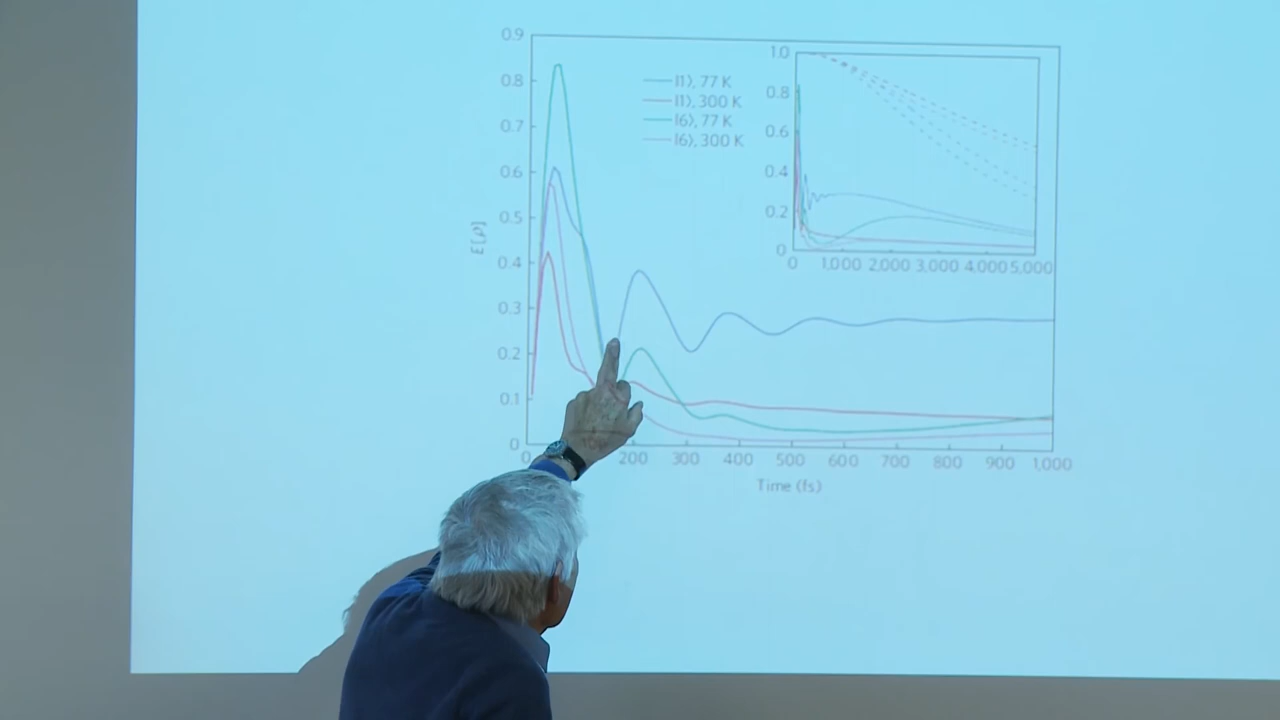 0.9
0.8
0.7
0.6
0.5
0.4
0.3
0.2
0.1
0
E[ρ]
|1⟩, 77 K
|1⟩, 300 K
|6⟩, 77 K
|6⟩, 300 K
1.0
0.8
0.6
0.4
0.2
0
0 1,000 2,000 3,000 4,000 5,000
0 200 300 400 500 600 700 800 900 1,000
Time (fs)